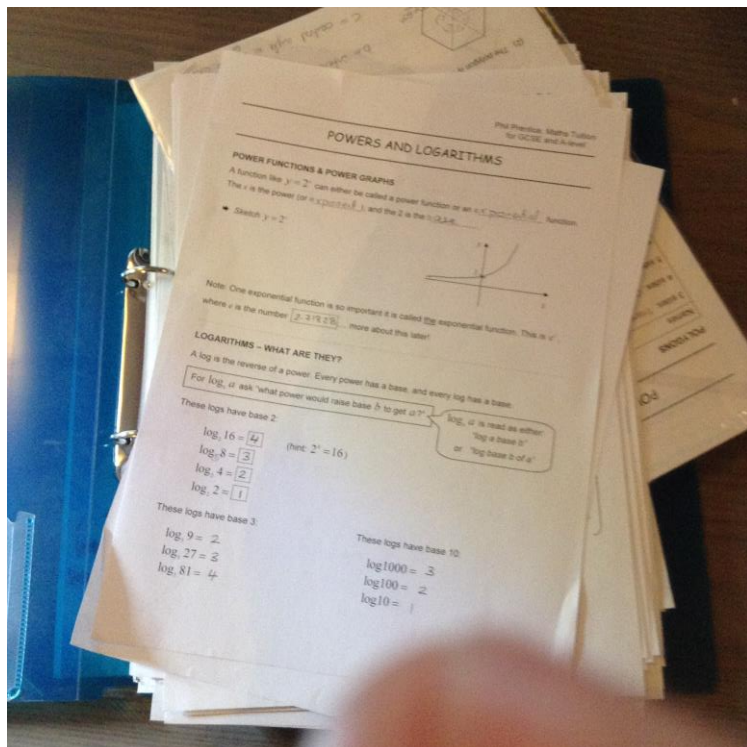 Phil Prentice, Maths Tuition
for GCSE and A-level
POWERS AND LOGARITHMS
POWER FUNCTIONS & POWER GRAPHS
A function like y = 2ˣ can either be called a power function or an exponential function.
The x is the power (or exponent) and the 2 is the base
Sketch y = 2ˣ
Note: One exponential function is so important it is called the exponential function. This is eˣ
where e is the number ... more about this later!
LOGARITHMS – WHAT ARE THEY?
A log is the reverse of a power. Every power has a base, and every log has a base.
For log_b a ask "what power would raise base b to get a?"
log_b a is read as either
"log a base b"
or "log base b of a"
These logs have base 2:
log₂ 16 = 4 (hint: 2ˣ = 16)
log₂ 8 = 3
log₂ 4 = 2
log₂ 2 = 1
These logs have base 3:
log₃ 9 = 2
log₃ 27 = 3
log₃ 81 = 4
These logs have base 10:
log1000 = 3
log100 = 2
log10 = 1
POLYGONS
Names
3 sides